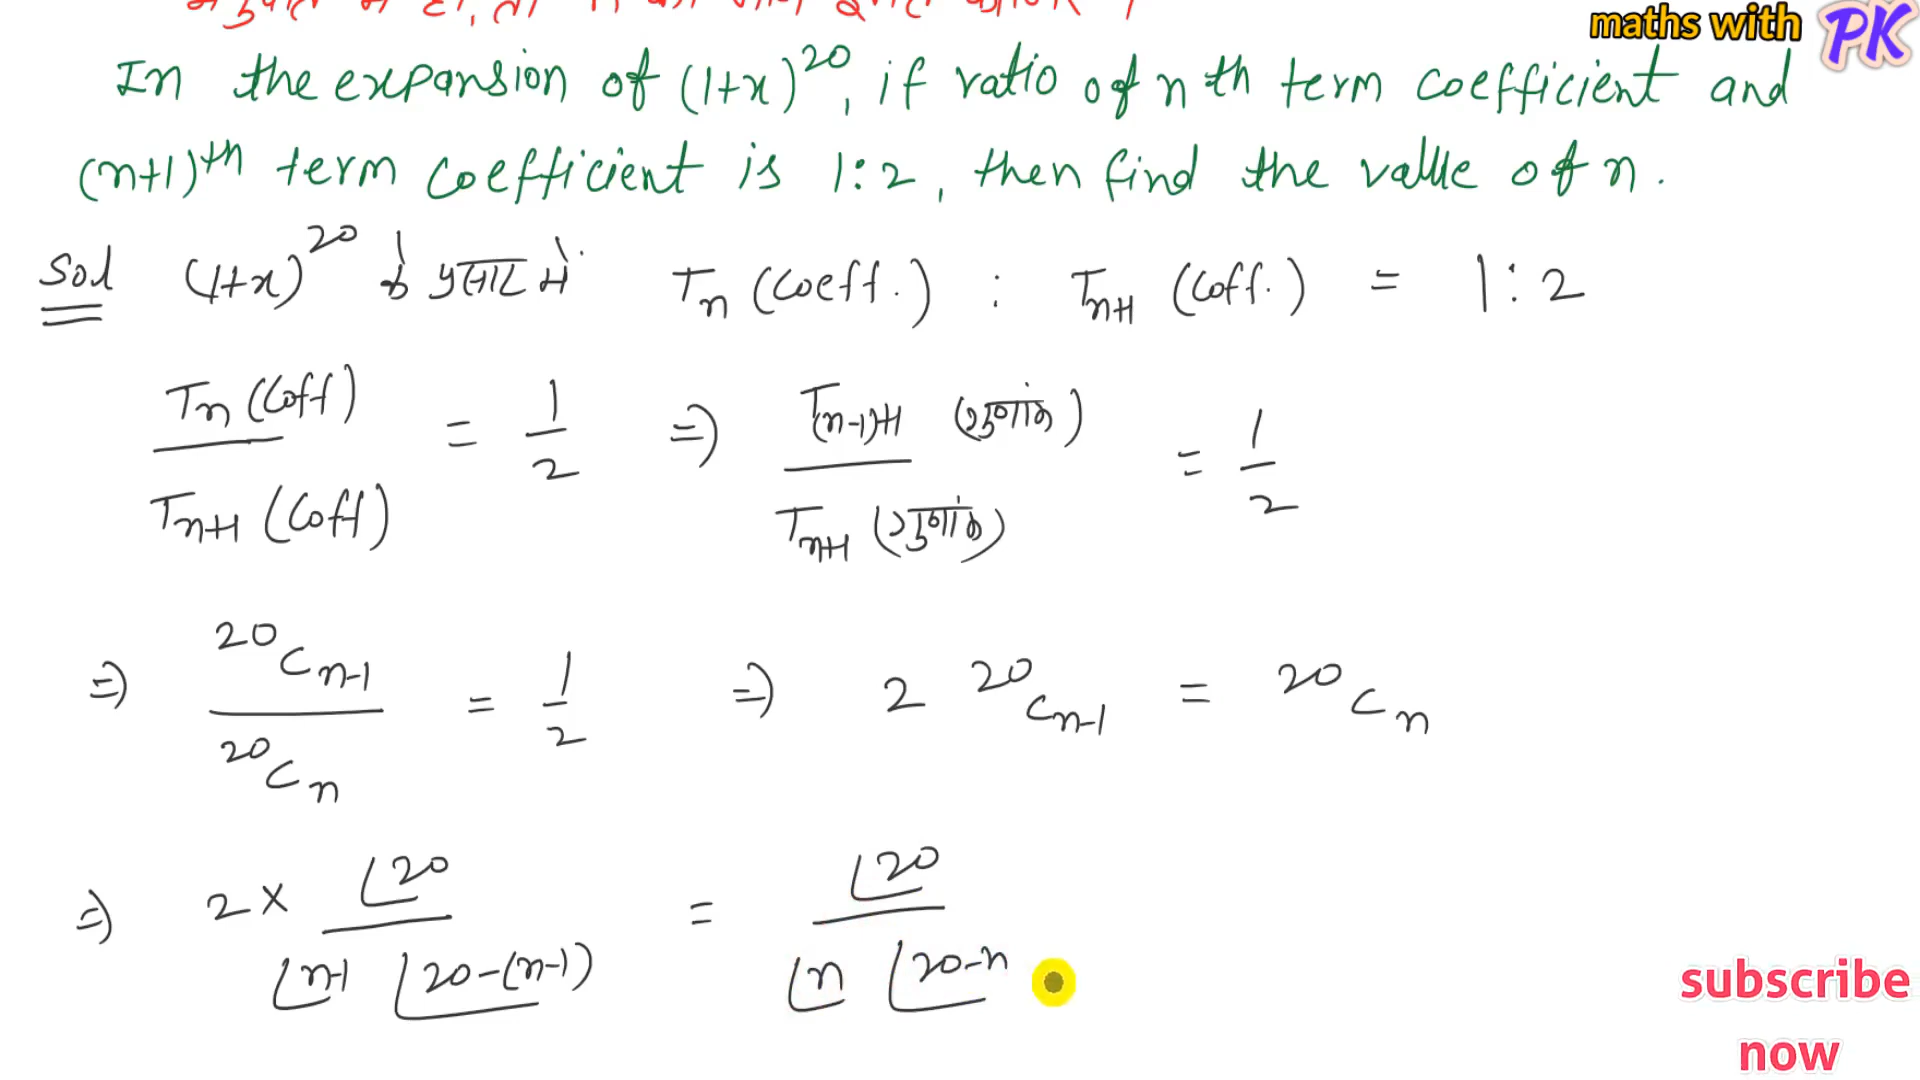 maths with PK
In the expansion of (1+x)²⁰, if ratio of n th term coefficient and
(n+1)th term coefficient is 1:2, then find the value of n.
Sol (1+x)²⁰ के प्रसार में Tₙ (Coeff.) : Tₙ₊₁ (Coff.) = 1:2
Tₙ (Coff) / Tₙ₊₁ (Coff) = 1/2 ⇒ T₍ₙ₋₁₎₊₁ (गुणांक) / Tₙ₊₁ (गुणांक) = 1/2
⇒ ²⁰Cₙ₋₁ / ²⁰Cₙ = 1/2 ⇒ 2 ²⁰Cₙ₋₁ = ²⁰Cₙ
⇒ 2 × ⌊20 / ⌊n-1 ⌊20-(n-1) = ⌊20 / ⌊n ⌊20-n
subscribe
now